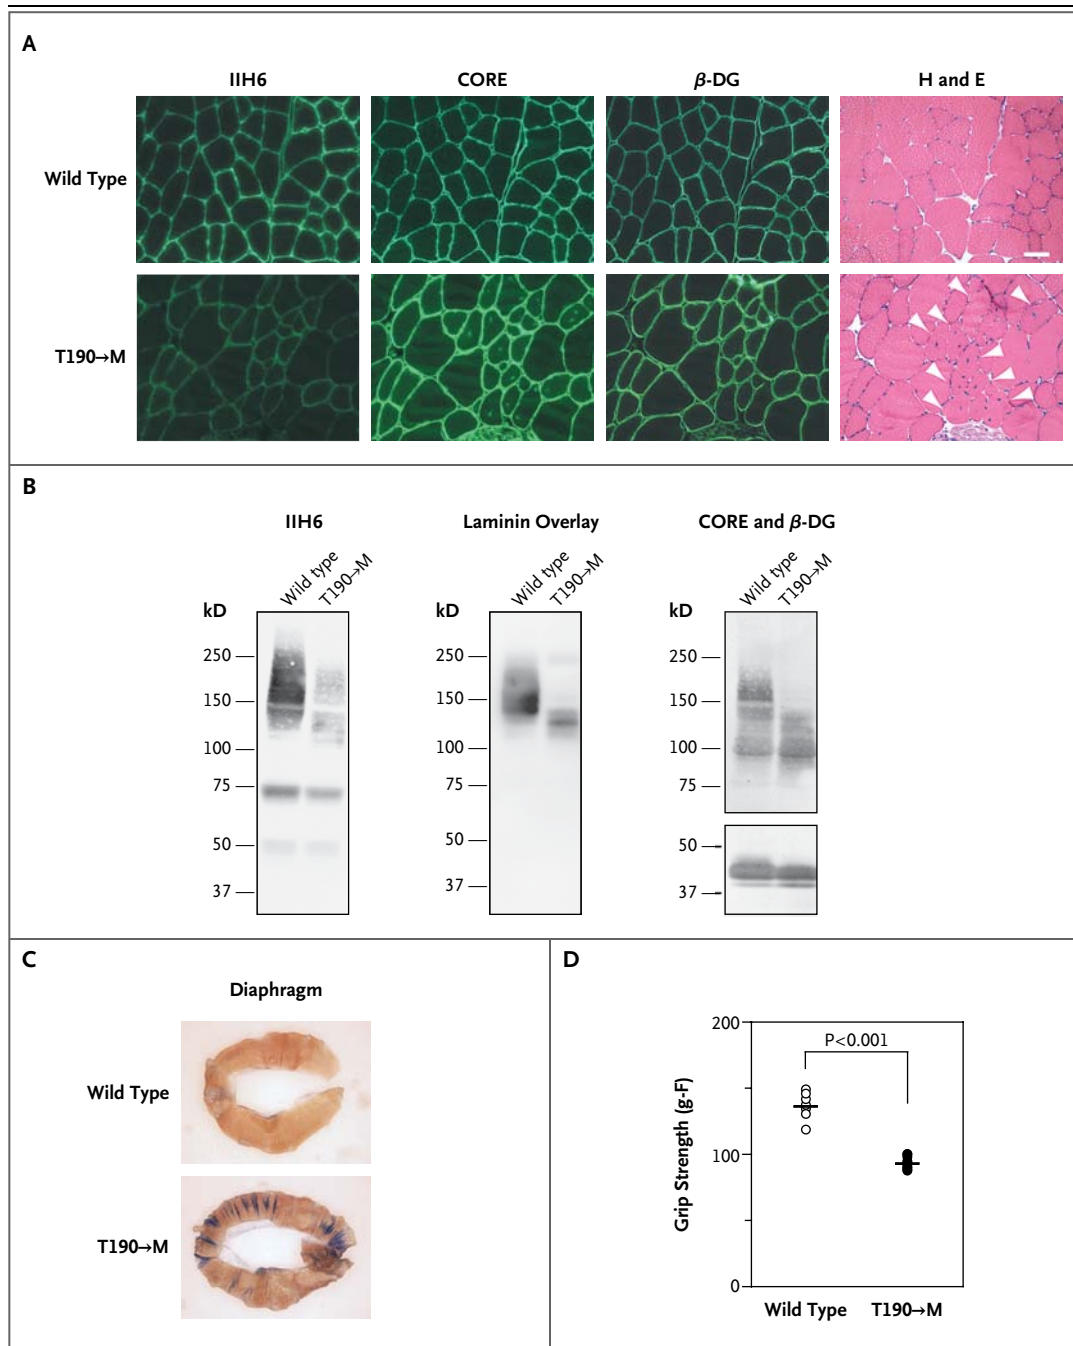 A
IIH6 CORE β-DG H and E
Wild Type
T190→M
B
IIH6 Laminin Overlay CORE and β-DG
Wild type T190→M Wild type T190→M Wild type T190→M
kD kD kD
250 250 250
150 150 150
100 100 100
75 75 75
50 50 50
37 37 37
C
Diaphragm
Wild Type
T190→M
D
200
P<0.001
Grip Strength (g-F)
100
0
Wild Type T190→M